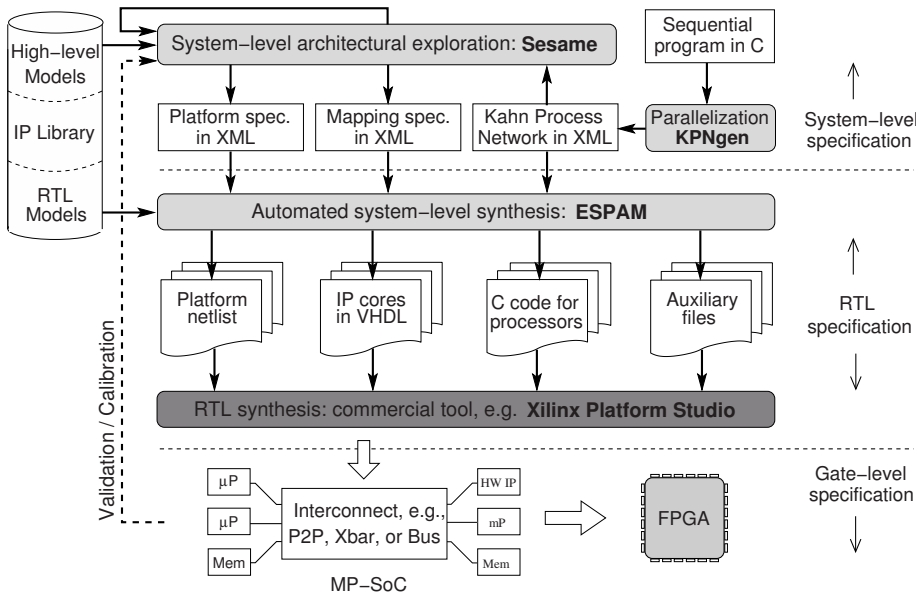 High−level
Models
IP Library
RTL
Models
System−level architectural exploration: Sesame
Sequential
program in C
Platform spec.
in XML
Mapping spec.
in XML
Kahn Process
Network in XML
Parallelization
KPNgen
System−level
specification
Automated system−level synthesis: ESPAM
Platform
netlist
IP cores
in VHDL
C code for
processors
Auxiliary
files
RTL
specification
RTL synthesis: commercial tool, e.g. Xilinx Platform Studio
Validation / Calibration
μP
μP
Mem
Interconnect, e.g.,
P2P, Xbar, or Bus
HW IP
mP
Mem
MP−SoC
FPGA
Gate−level
specification